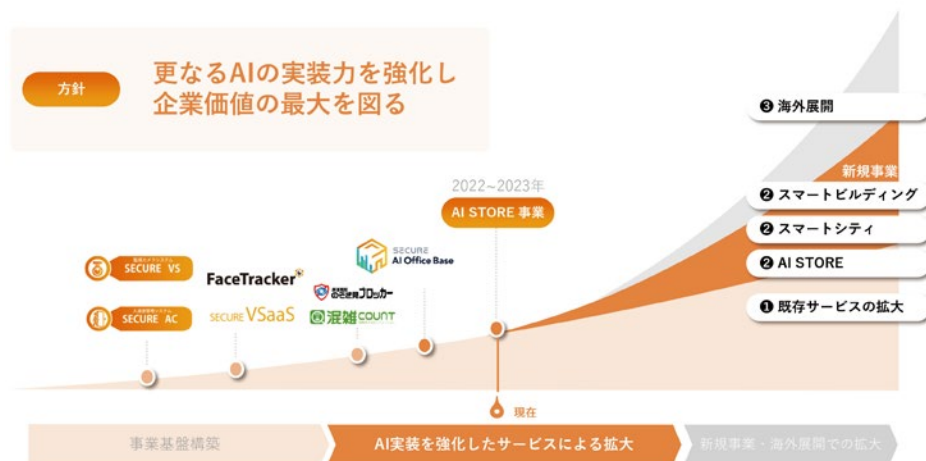 方針
更なるAIの実装力を強化し
企業価値の最大を図る
❸ 海外展開
新規事業
❷ スマートビルディング
❷ スマートシティ
❷ AI STORE
❶ 既存サービスの拡大
2022~2023年
AI STORE 事業
SECURE
AI Office Base
SECURE VS
FaceTracker
のぞき見ブロッカー
SECURE AC
SECURE VSaaS
混雑COUNT
現在
事業基盤構築
AI実装を強化したサービスによる拡大
新規事業・海外展開での拡大